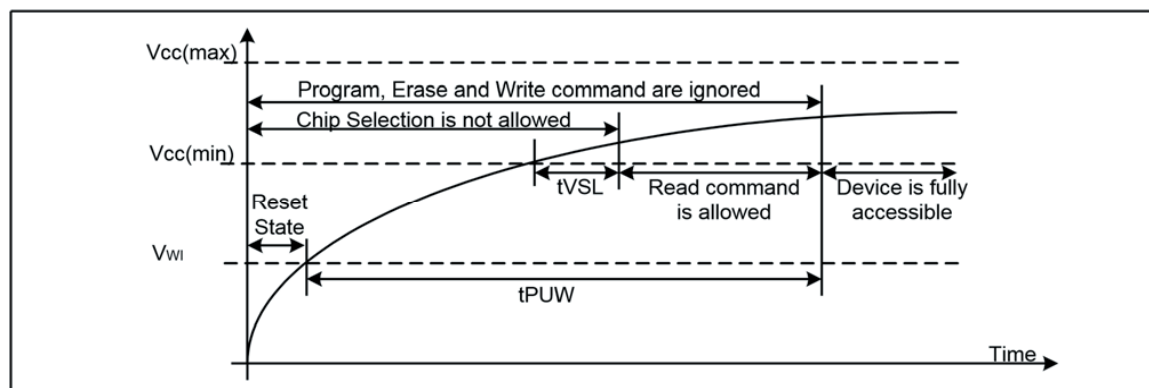 Vcc(max)
Program, Erase and Write command are ignored
Chip Selection is not allowed
Vcc(min)
tVSL
Read command
is allowed
Device is fully
accessible
Reset
State
VWI
tPUW
Time